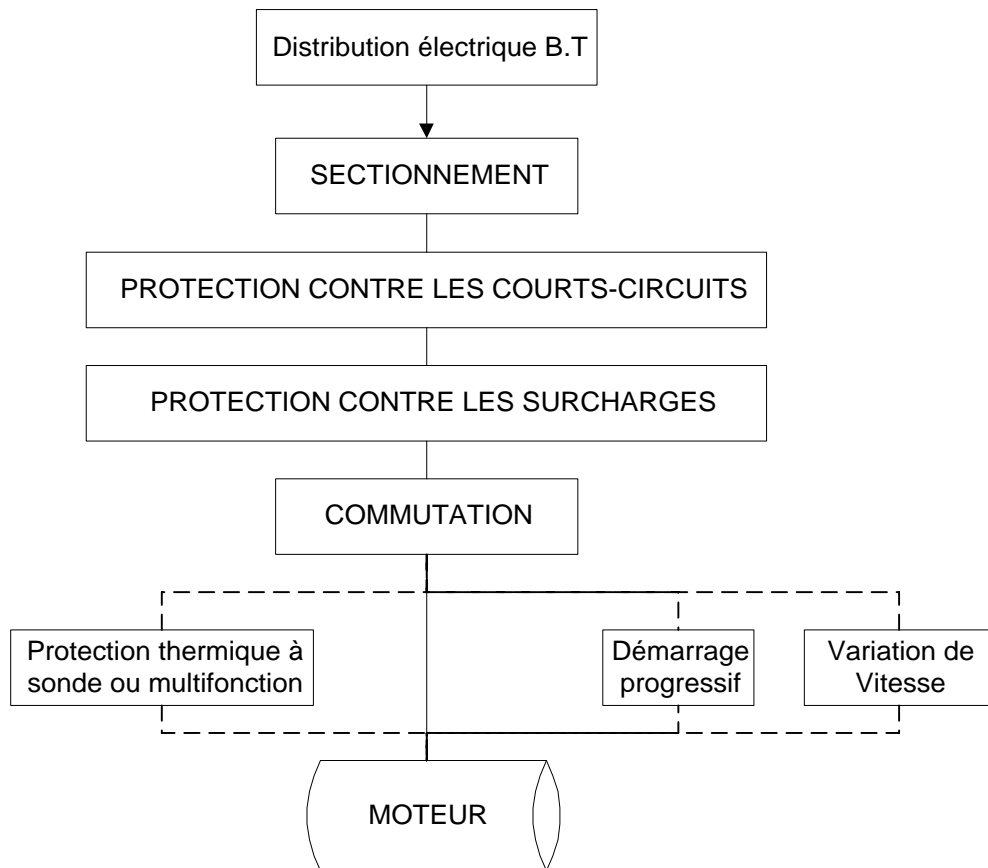 Distribution électrique B.T
SECTIONNEMENT
PROTECTION CONTRE LES COURTS-CIRCUITS
PROTECTION CONTRE LES SURCHARGES
COMMUTATION
Protection thermique à
sonde ou multifonction
Démarrage
progressif
Variation de
Vitesse
MOTEUR